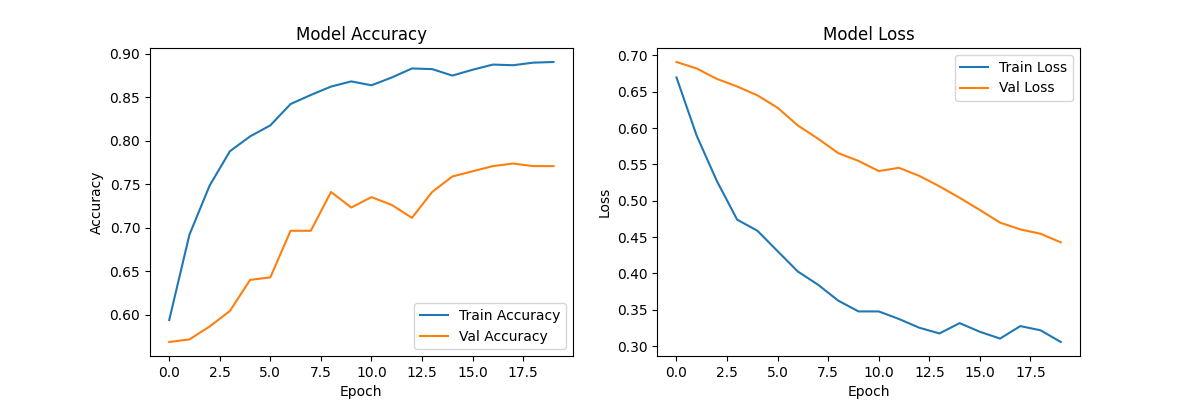 Model Accuracy
Accuracy
0.90
0.85
0.80
0.75
0.70
0.65
0.60
Train Accuracy
Val Accuracy
0.0 2.5 5.0 7.5 10.0 12.5 15.0 17.5
Epoch
Model Loss
Loss
0.70
0.65
0.60
0.55
0.50
0.45
0.40
0.35
0.30
Train Loss
Val Loss
0.0 2.5 5.0 7.5 10.0 12.5 15.0 17.5
Epoch